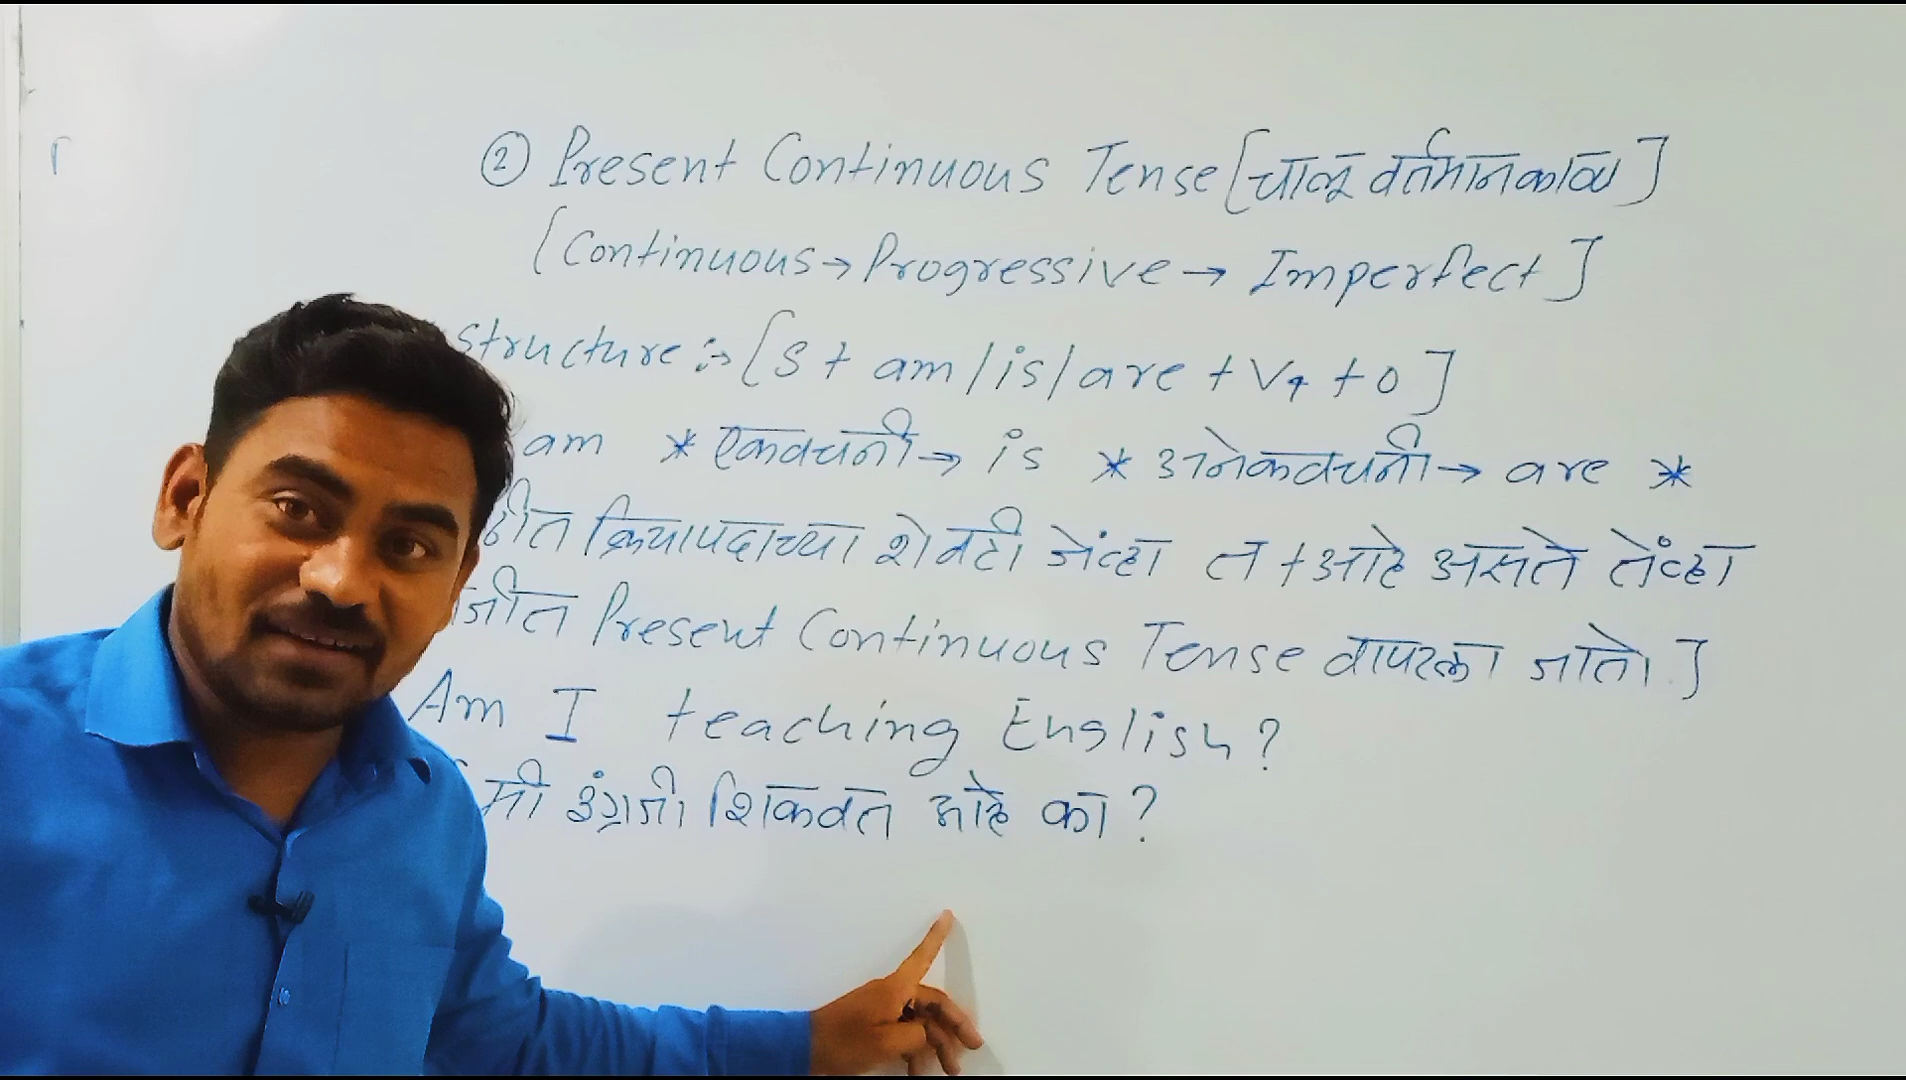 ② Present Continuous Tense [चालू वर्तमानकाळ]
[Continuous → Progressive → Imperfect]
Structure :→ [S + am/is/are + V4 + O]
am * एकवचनी → is * अनेकवचनी → are *
क्रियापदाच्या शेवटी जेंव्हा त + आहे असते तेंव्हा
Present Continuous Tense वापरला जातो.]
Am I teaching English?
मी इंग्रजी शिकवत आहे का?